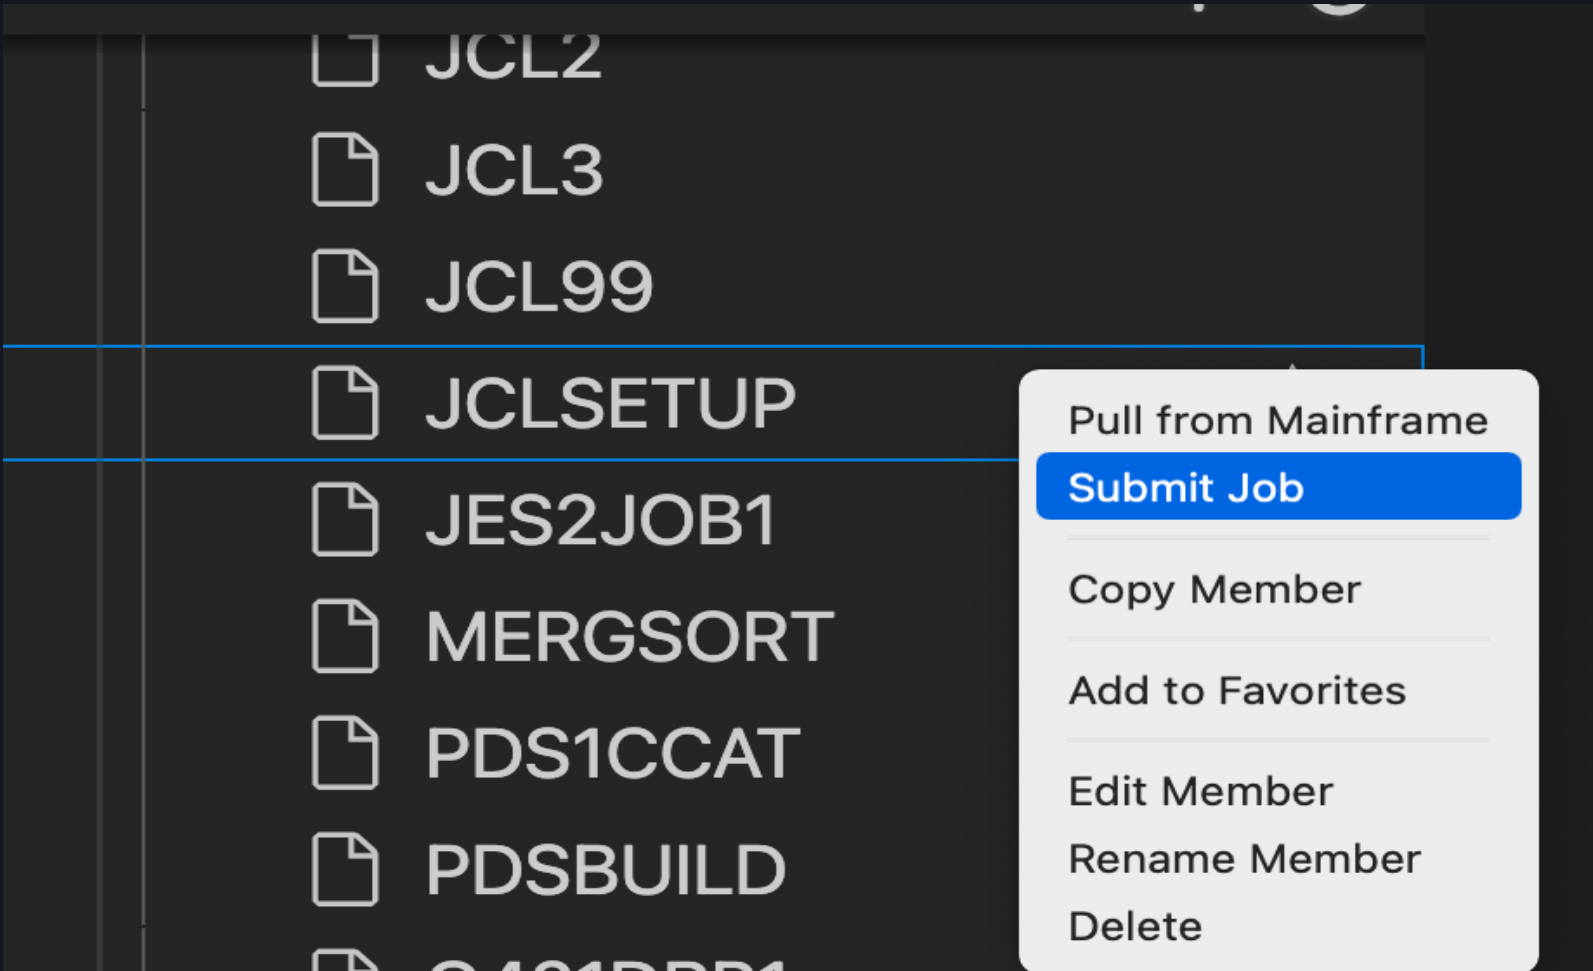 JCL2
JCL3
JCL99
JCLSETUP
JES2JOB1
MERGSORT
PDS1CCAT
PDSBUILD
Pull from Mainframe
Submit Job
Copy Member
Add to Favorites
Edit Member
Rename Member
Delete